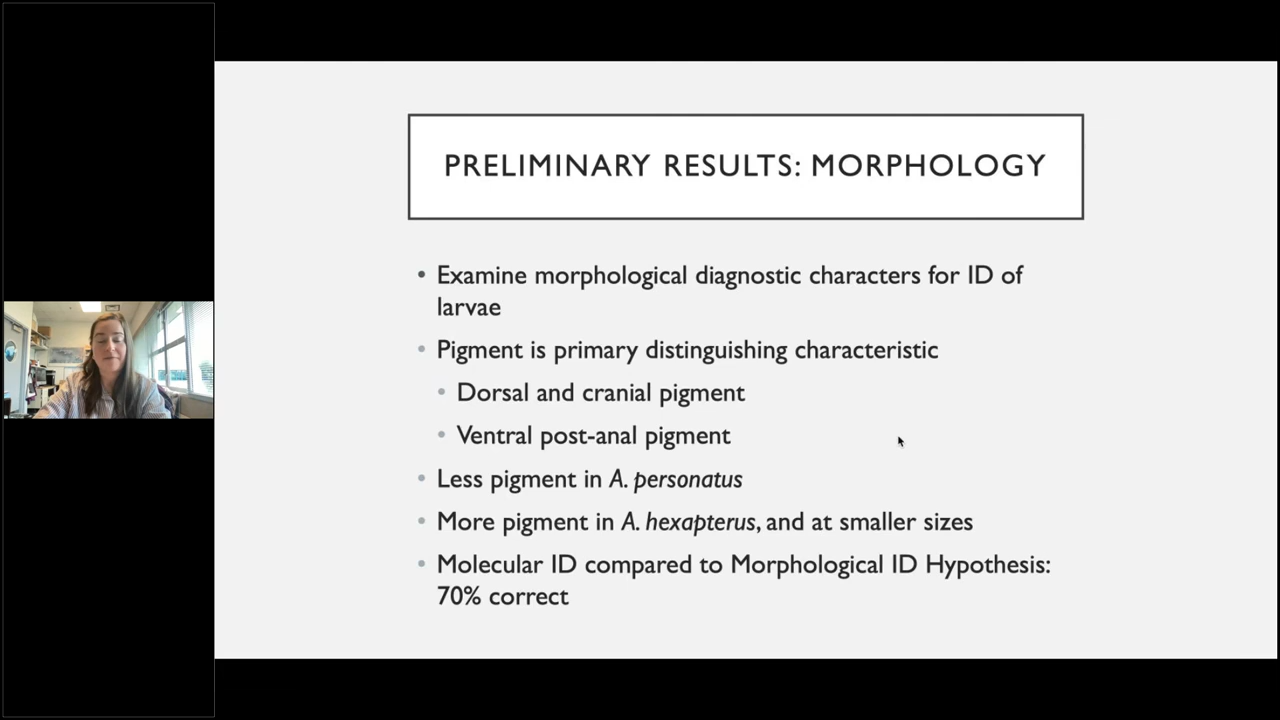 PRELIMINARY RESULTS: MORPHOLOGY
• Examine morphological diagnostic characters for ID of
larvae
• Pigment is primary distinguishing characteristic
• Dorsal and cranial pigment
• Ventral post-anal pigment
• Less pigment in A. personatus
• More pigment in A. hexapterus, and at smaller sizes
• Molecular ID compared to Morphological ID Hypothesis:
70% correct